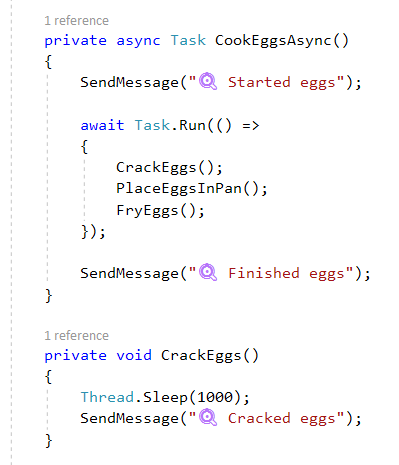 1 reference
private async Task CookEggsAsync()
{
SendMessage("🍳 Started eggs");
await Task.Run(() =>
{
CrackEggs();
PlaceEggsInPan();
FryEggs();
});
SendMessage("🍳 Finished eggs");
}
1 reference
private void CrackEggs()
{
Thread.Sleep(1000);
SendMessage("🍳 Cracked eggs");
}